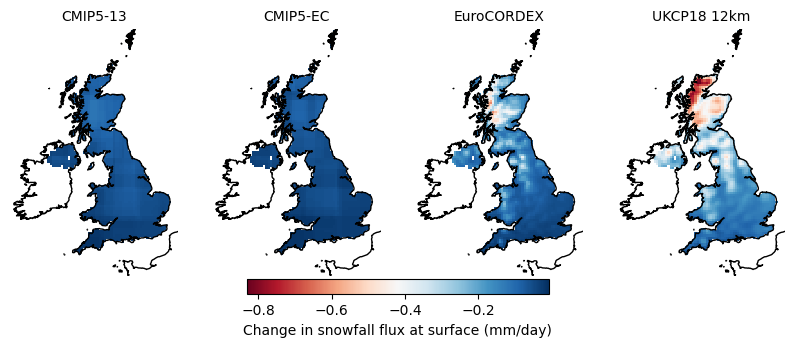 CMIP5-13 CMIP5-EC EuroCORDEX UKCP18 12km
−0.8 −0.6 −0.4 −0.2
Change in snowfall flux at surface (mm/day)